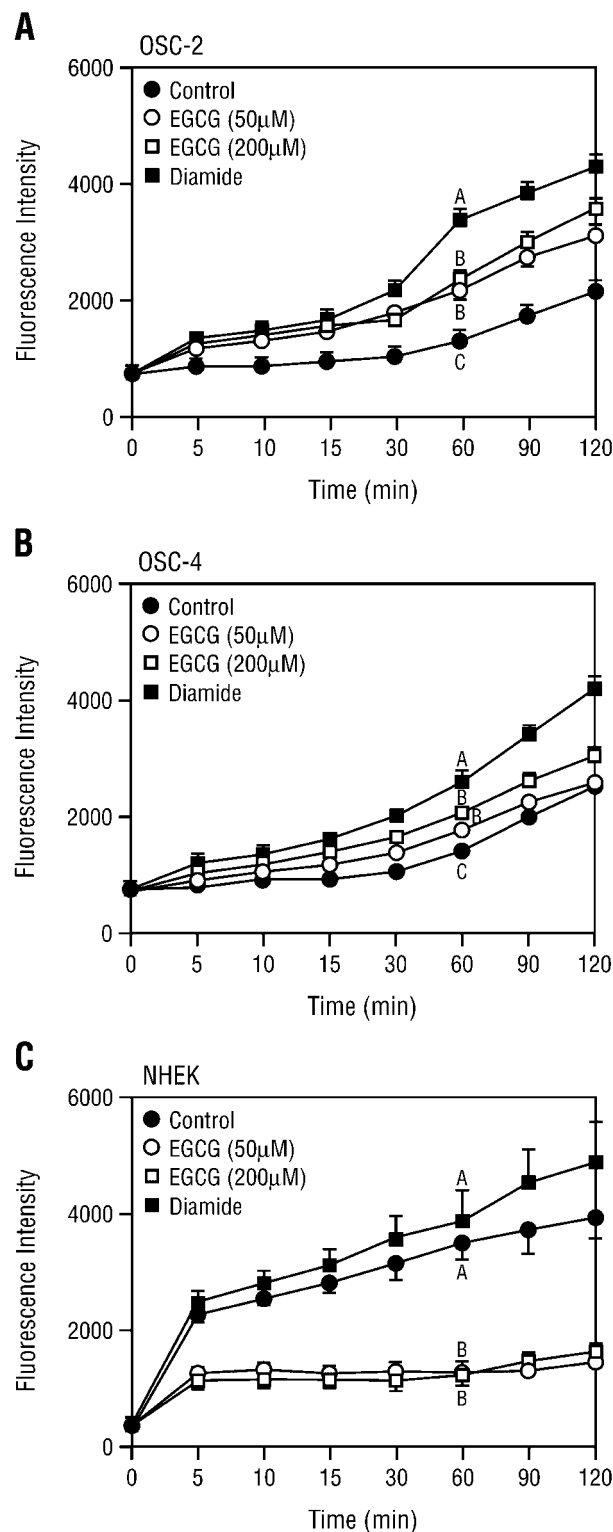 A
OSC-2
6000
4000
2000
0
Fluorescence Intensity
Control
EGCG (50μM)
EGCG (200μM)
Diamide
A
B
B
C
0 5 10 15 30 60 90 120
Time (min)
B
OSC-4
6000
4000
2000
0
Fluorescence Intensity
Control
EGCG (50μM)
EGCG (200μM)
Diamide
A
B
B
C
0 5 10 15 30 60 90 120
Time (min)
C
NHEK
6000
4000
2000
0
Fluorescence Intensity
Control
EGCG (50μM)
EGCG (200μM)
Diamide
A
A
B
B
0 5 10 15 30 60 90 120
Time (min)